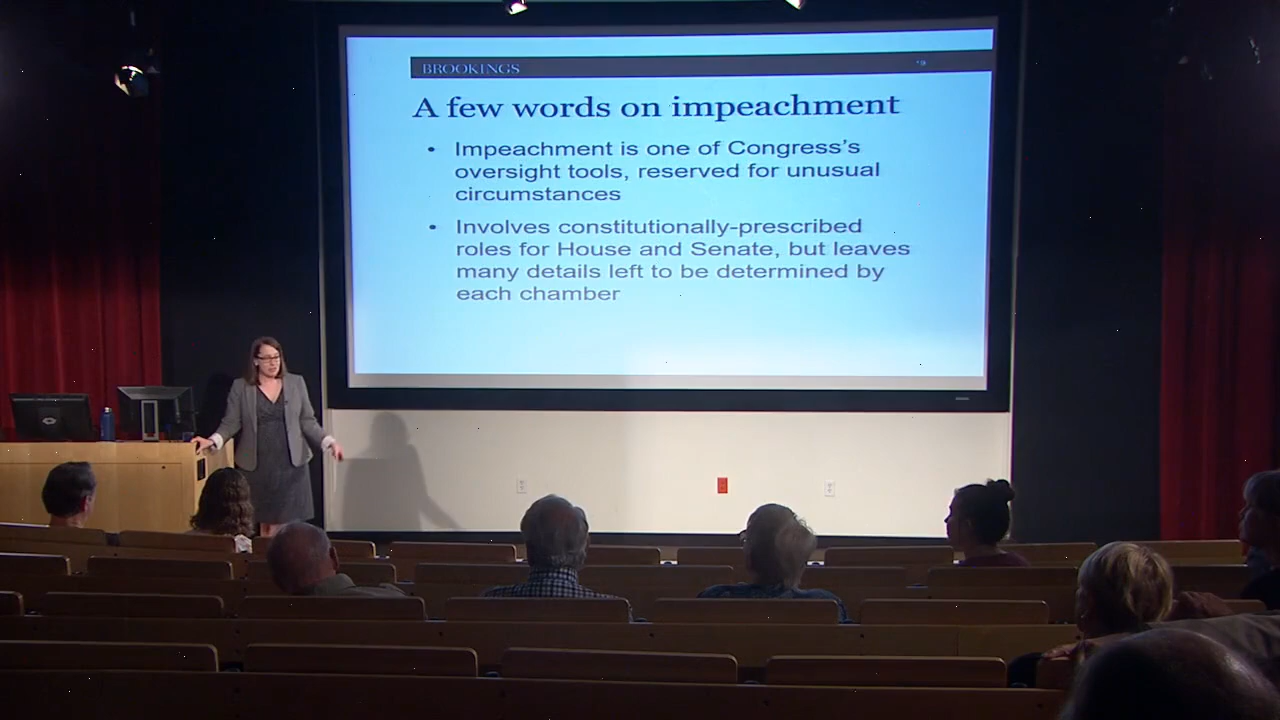 BROOKINGS
A few words on impeachment
• Impeachment is one of Congress's
oversight tools, reserved for unusual
circumstances
• Involves constitutionally-prescribed
roles for House and Senate, but leaves
many details left to be determined by
each chamber